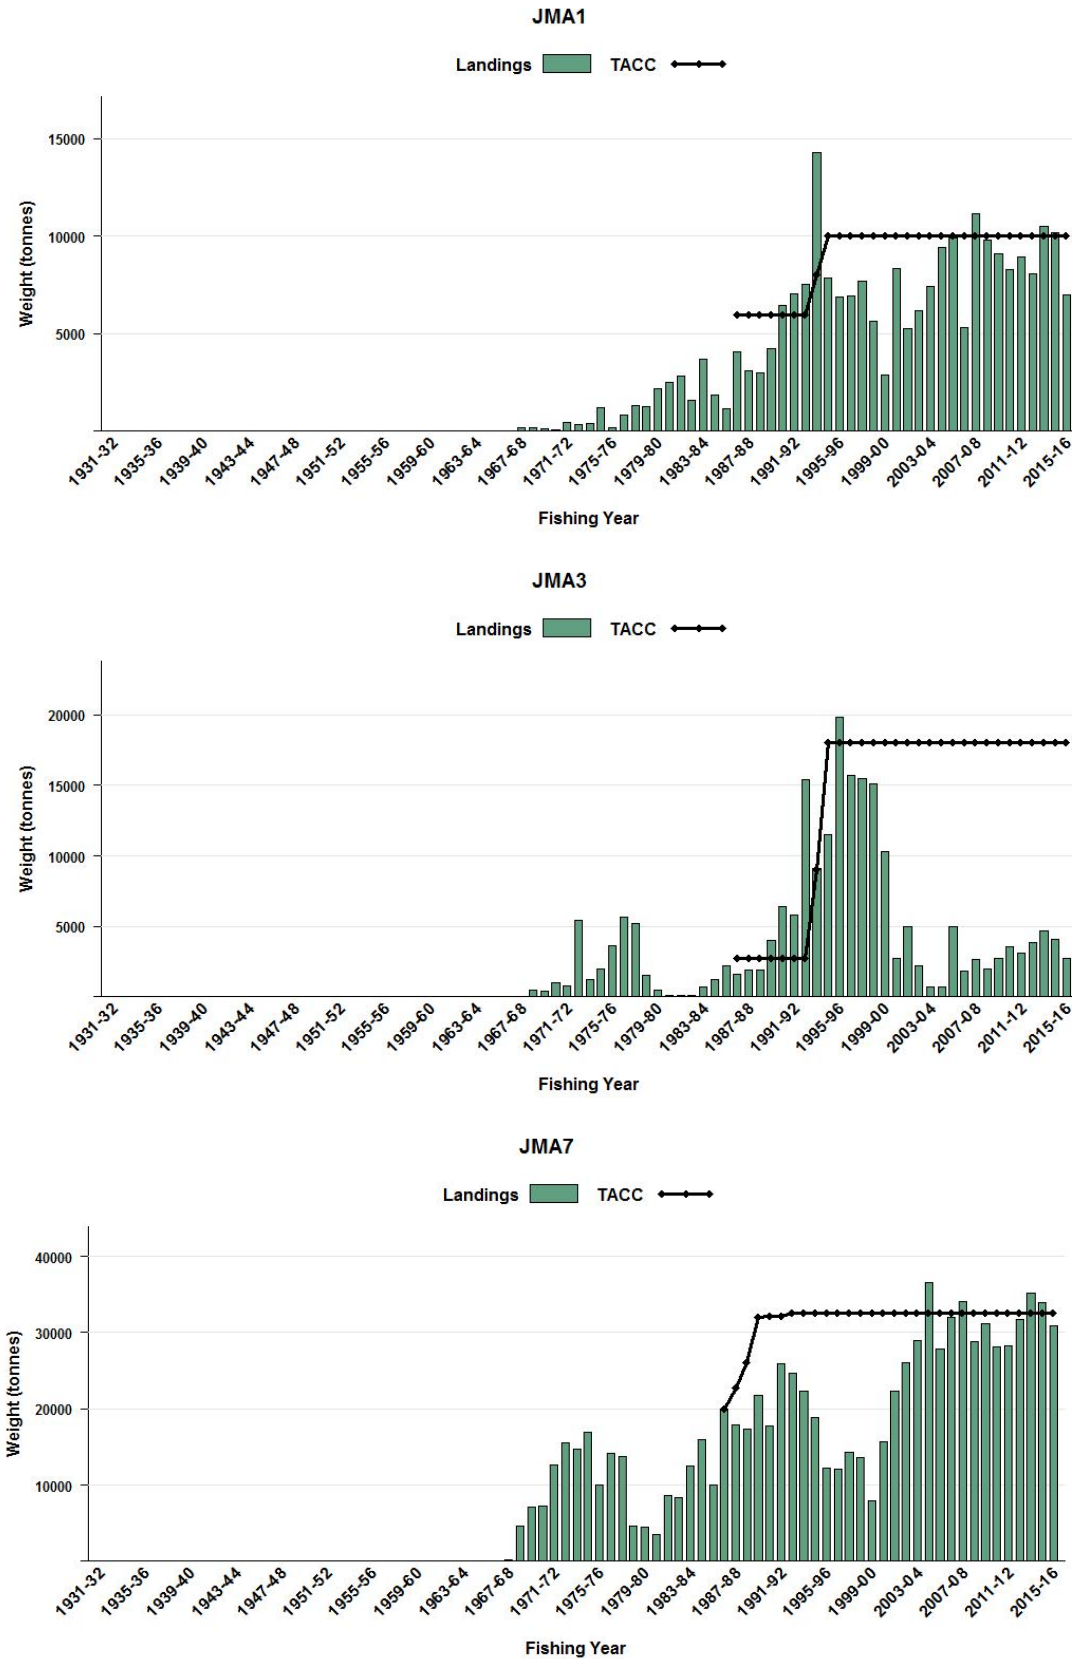 JMA1
Landings TACC
15000
10000
5000
Weight (tonnes)
1931-32 1935-36 1939-40 1943-44 1947-48 1951-52 1955-56 1959-60 1963-64 1967-68 1971-72 1975-76 1979-80 1983-84 1987-88 1991-92 1995-96 1999-00 2003-04 2007-08 2011-12 2015-16
Fishing Year
JMA3
Landings TACC
20000
15000
10000
5000
Weight (tonnes)
1931-32 1935-36 1939-40 1943-44 1947-48 1951-52 1955-56 1959-60 1963-64 1967-68 1971-72 1975-76 1979-80 1983-84 1987-88 1991-92 1995-96 1999-00 2003-04 2007-08 2011-12 2015-16
Fishing Year
JMA7
Landings TACC
40000
30000
20000
10000
Weight (tonnes)
1931-32 1935-36 1939-40 1943-44 1947-48 1951-52 1955-56 1959-60 1963-64 1967-68 1971-72 1975-76 1979-80 1983-84 1987-88 1991-92 1995-96 1999-00 2003-04 2007-08 2011-12 2015-16
Fishing Year